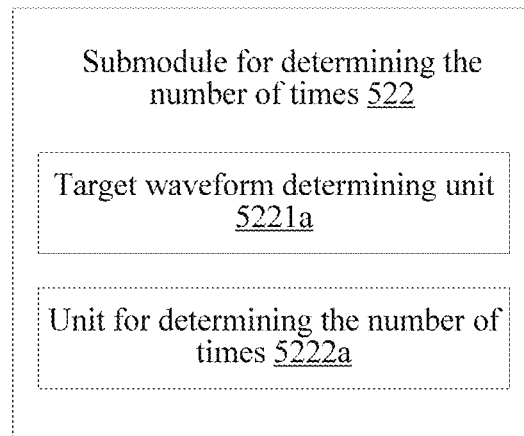 Submodule for determining the
number of times 522
Target waveform determining unit
5221a
Unit for determining the number of
times 5222a